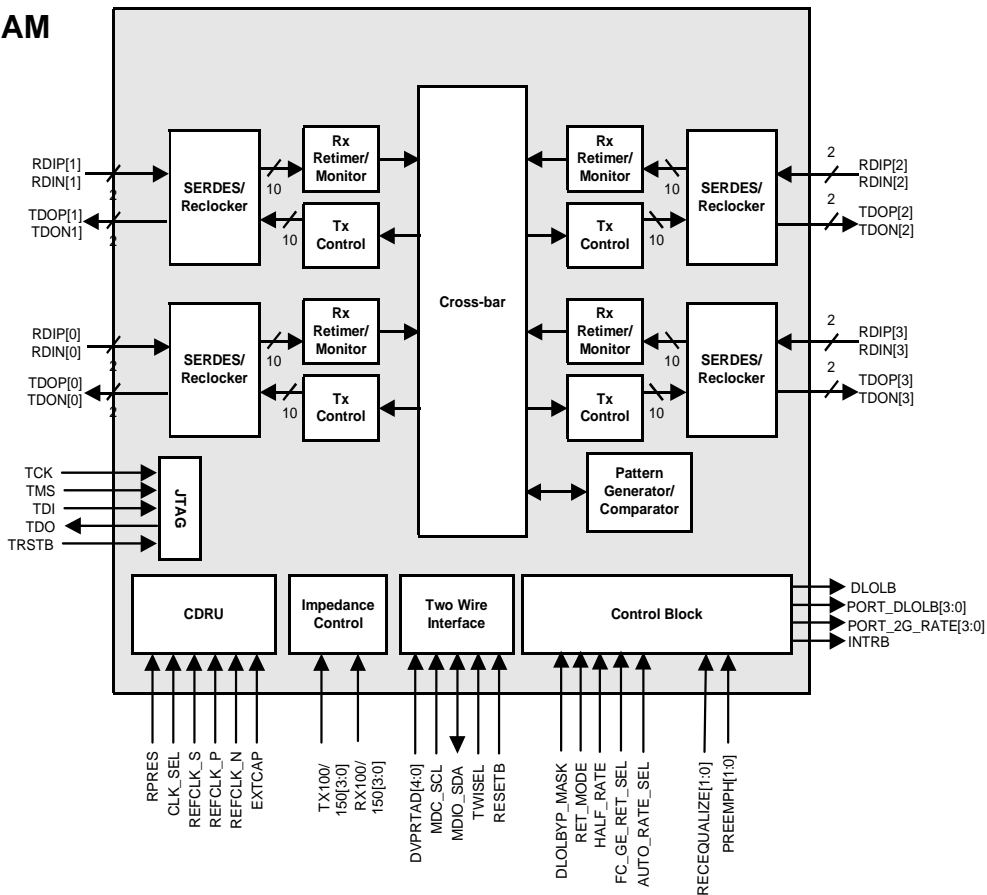 AM
RDIP[1]
RDIN[1]
2
TDOP[1]
TDON1]
2
SERDES/
Reclocker
10
10
Rx
Retimer/
Monitor
Tx
Control
Cross-bar
Rx
Retimer/
Monitor
Tx
Control
10
10
SERDES/
Reclocker
2
RDIP[2]
RDIN[2]
2
TDOP[2]
TDON[2]
RDIP[0]
RDIN[0]
2
TDOP[0]
TDON[0]
2
SERDES/
Reclocker
10
10
Rx
Retimer/
Monitor
Tx
Control
Rx
Retimer/
Monitor
Tx
Control
10
10
SERDES/
Reclocker
2
RDIP[3]
RDIN[3]
2
TDOP[3]
TDON[3]
TCK
TMS
TDI
TDO
TRSTB
JTAG
Pattern
Generator/
Comparator
CDRU
Impedance
Control
Two Wire
Interface
Control Block
DLOLB
PORT_DLOLB[3:0]
PORT_2G_RATE[3:0]
INTRB
RPRES
CLK_SEL
REFCLK_S
REFCLK_P
REFCLK_N
EXTCAP
TX100/
150[3:0]
RX100/
150[3:0]
DVPRTAD[4:0]
MDC_SCL
MDIO_SDA
TWISEL
RESETB
DLOLBYP_MASK
RET_MODE
HALF_RATE
FC_GE_RET_SEL
AUTO_RATE_SEL
RECEQUALIZE[1:0]
PREEMPH[1:0]